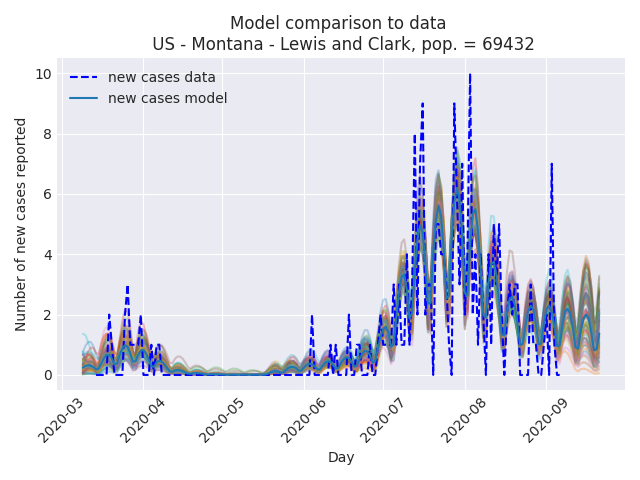 Model comparison to data
US - Montana - Lewis and Clark, pop. = 69432
new cases data
new cases model
Number of new cases reported
10
8
6
4
2
0
2020-03
2020-04
2020-05
2020-06
2020-07
2020-08
2020-09
Day